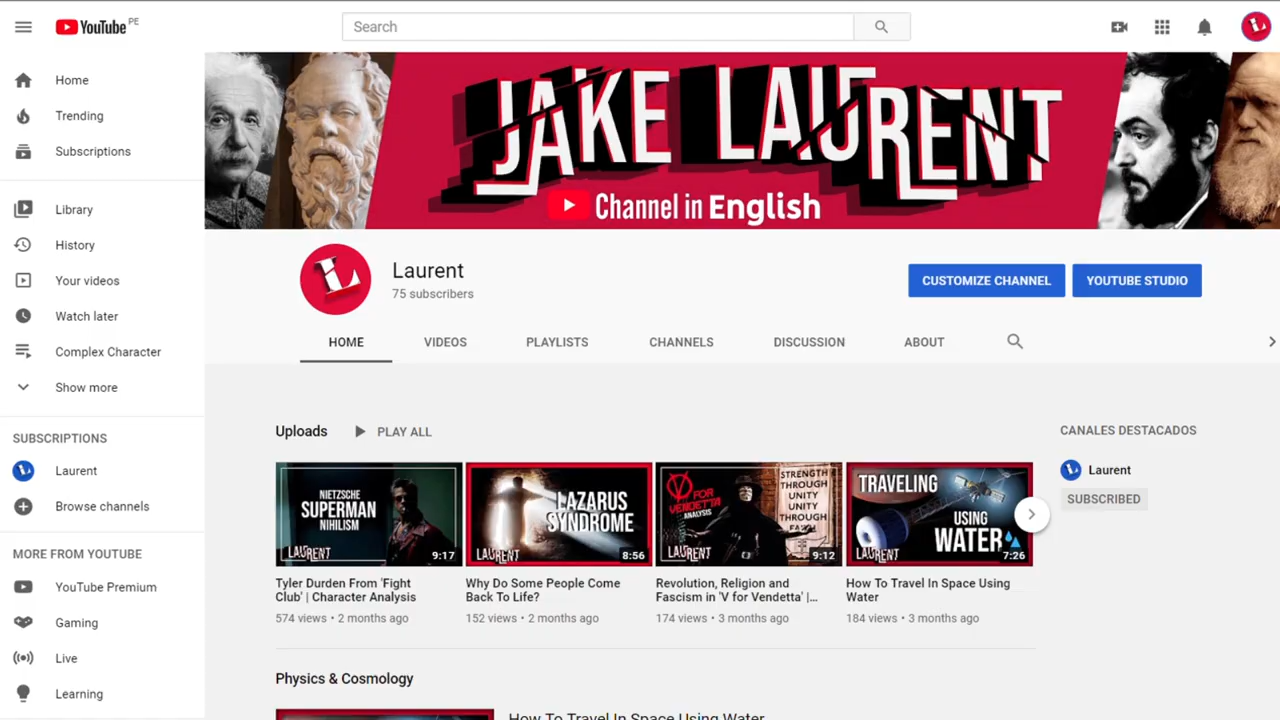 YouTube PE
Search
Home
Trending
Subscriptions
Library
History
Your videos
Watch later
Complex Character
Show more
SUBSCRIPTIONS
Laurent
Browse channels
MORE FROM YOUTUBE
YouTube Premium
Gaming
Live
Learning
JAKE LAURENT
Channel in English
L
Laurent
75 subscribers
CUSTOMIZE CHANNEL
YOUTUBE STUDIO
HOME VIDEOS PLAYLISTS CHANNELS DISCUSSION ABOUT
Uploads PLAY ALL
NIETZSCHE
SUPERMAN
NIHILISM
LAURENT
9:17
Tyler Durden From 'Fight
Club' | Character Analysis
574 views • 2 months ago
LAZARUS
SYNDROME
LAURENT
8:56
Why Do Some People Come
Back To Life?
152 views • 2 months ago
V FOR
VENDETTA
ANALYSIS
STRENGTH
THROUGH
UNITY
UNITY
THROUGH
LAURENT
9:12
Revolution, Religion and
Fascism in 'V for Vendetta' |...
174 views • 3 months ago
TRAVELING
USING
WATER
LAURENT
7:26
How To Travel In Space Using
Water
184 views • 3 months ago
CANALES DESTACADOS
Laurent
SUBSCRIBED
Physics & Cosmology
How To Travel In Space Using Water